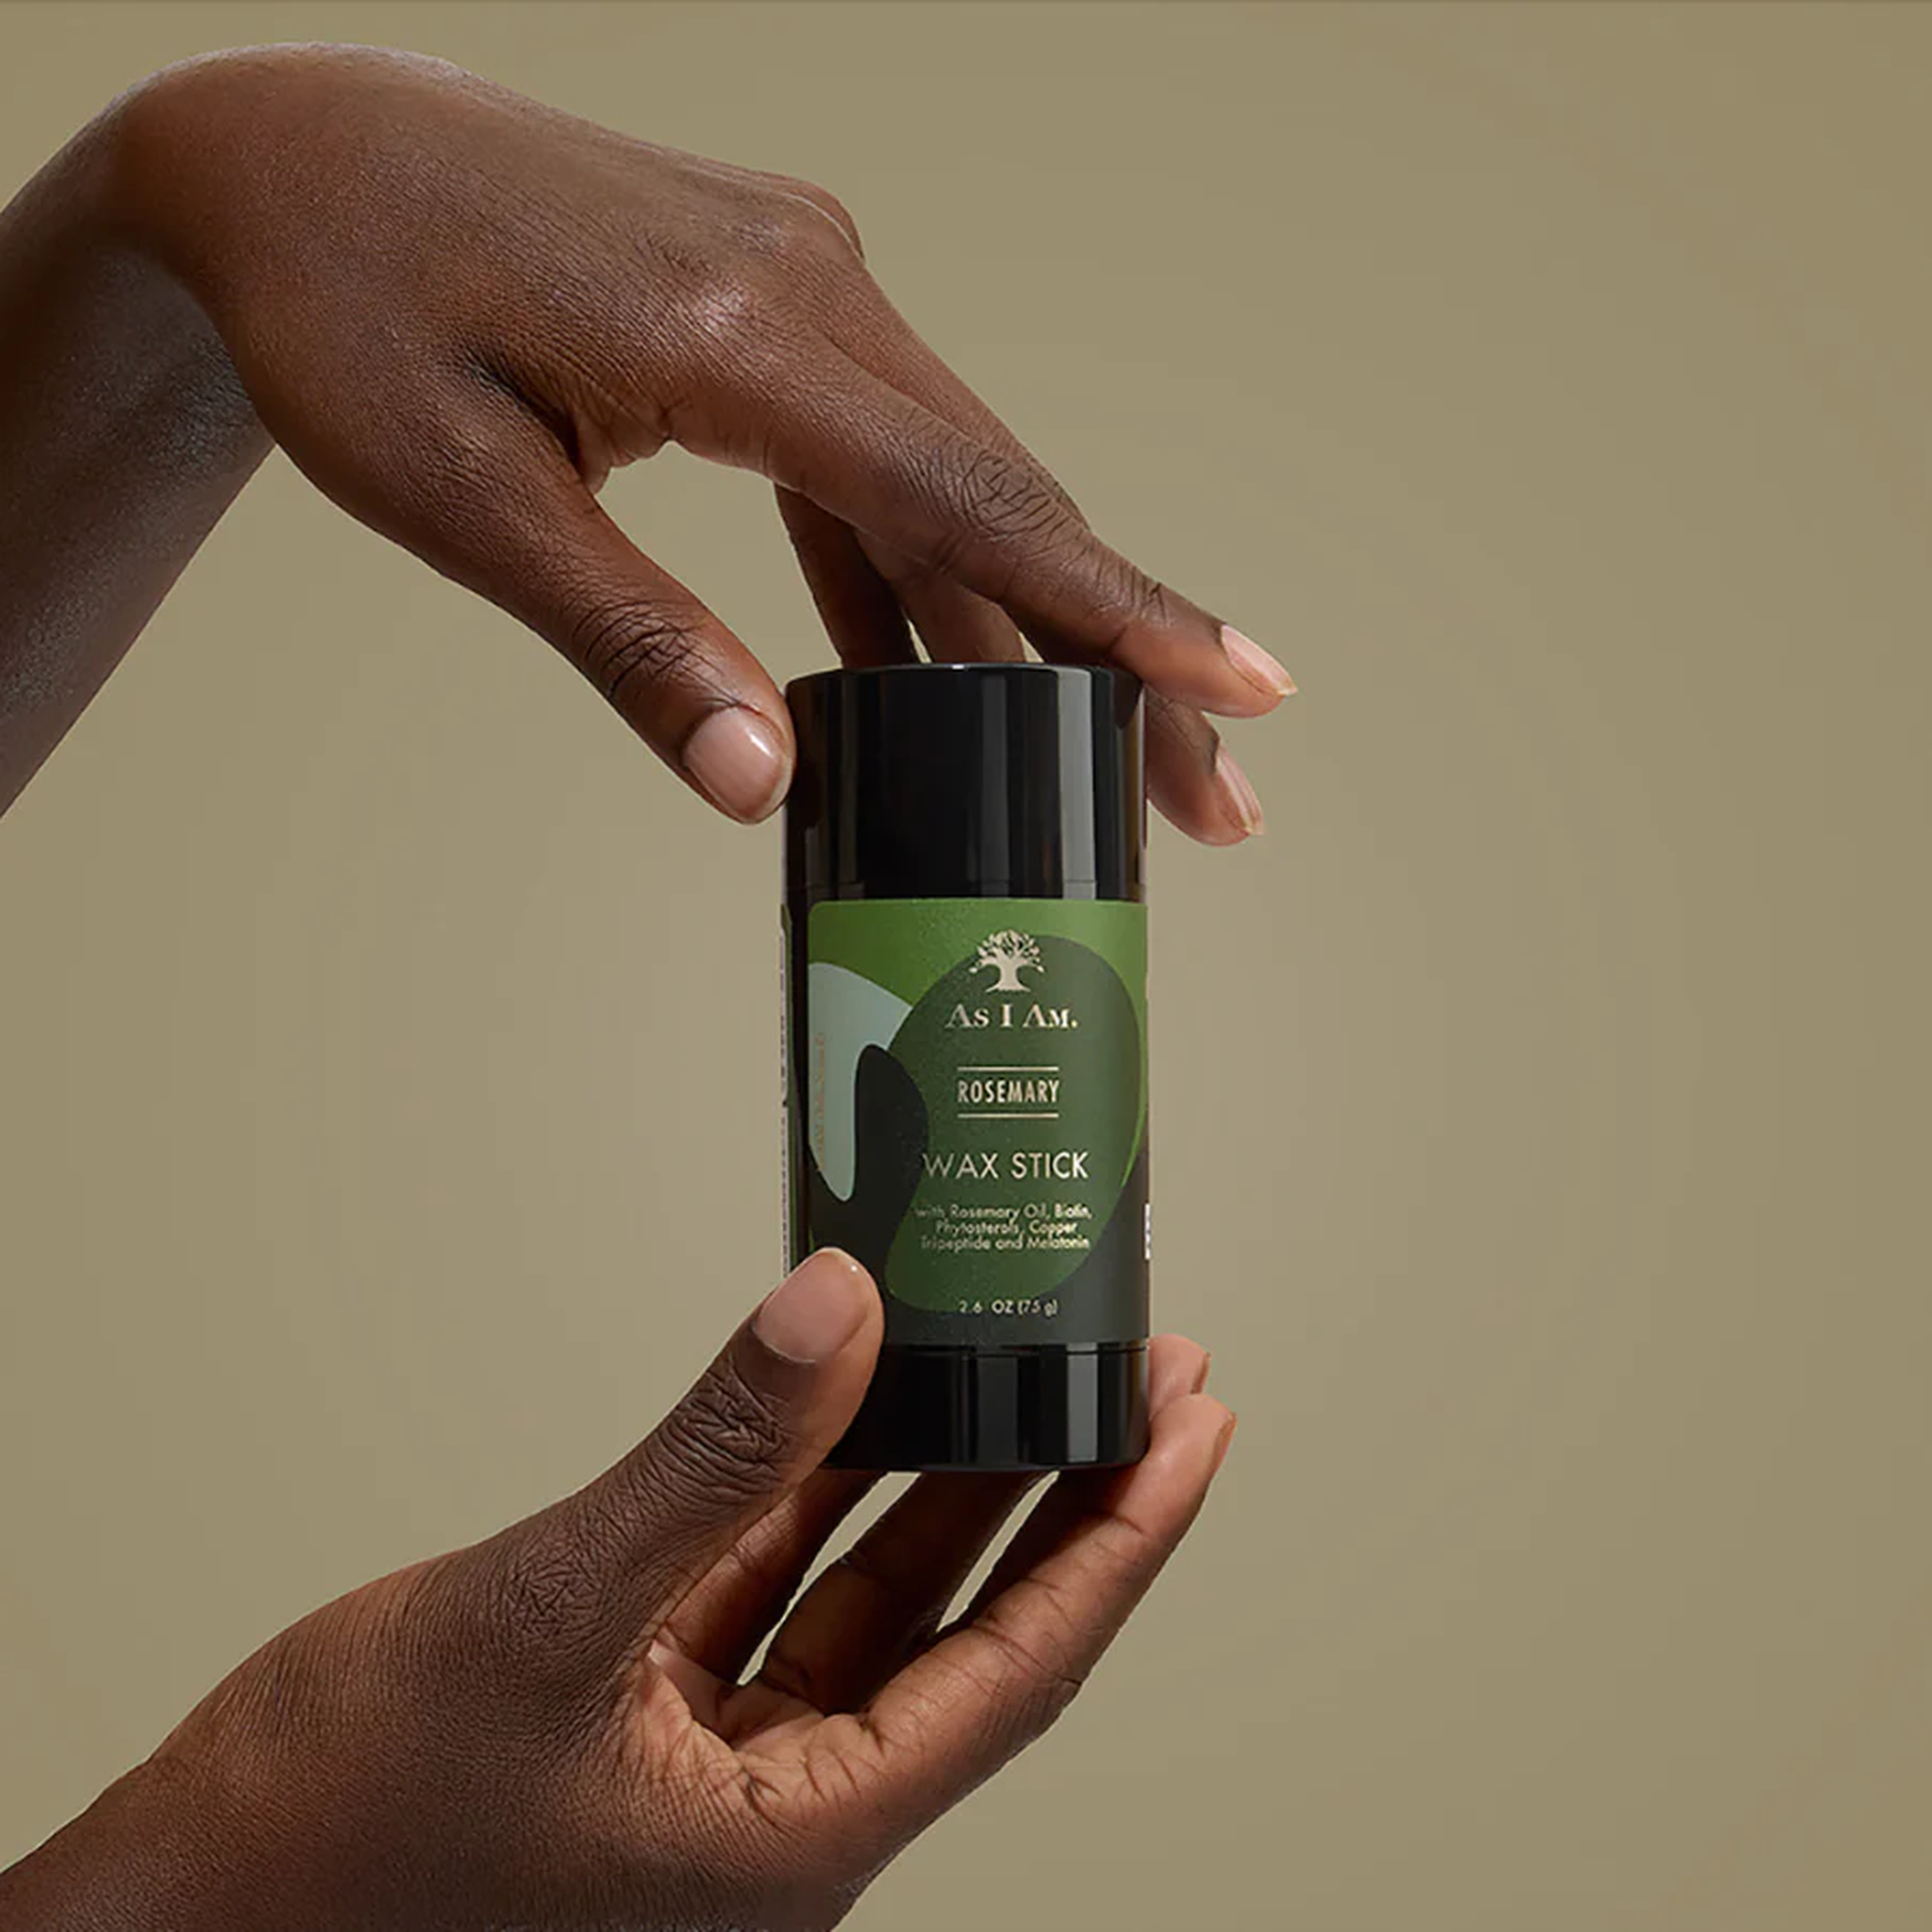 As I Am.
ROSEMARY
WAX STICK
with Rosemary Oil, Biotin,
Phytosterols, Copper
Tripeptide and Melatonin
2.6 OZ (75 g)